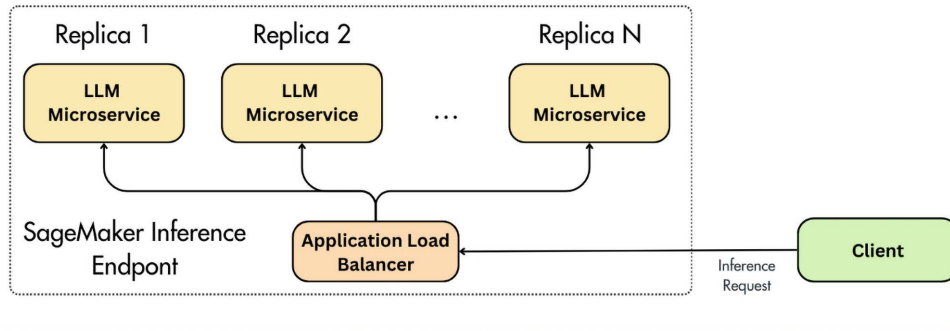 Replica 1
Replica 2
Replica N
LLM
Microservice
LLM
Microservice
...
LLM
Microservice
SageMaker Inference
Endpont
Application Load
Balancer
Inference
Request
Client